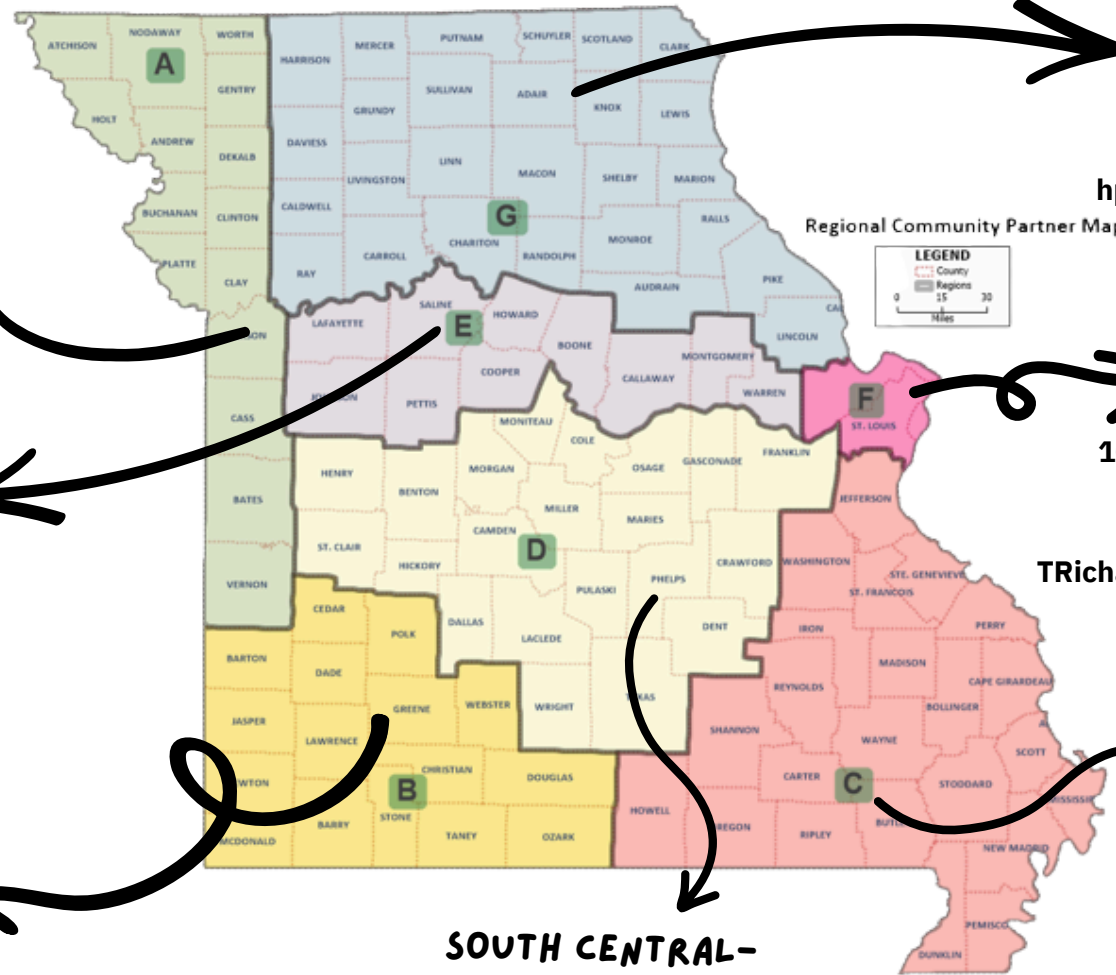 ATCHISON
NODAWAY
WORTH
A
GENTRY
HOLT
ANDREW
DEKALB
BUCHANAN
CLINTON
PLATTE
CLAY
CASS
BATES
VERNON
HARRISON
MERCER
PUTNAM
SCHUYLER
SCOTLAND
CLARK
SULLIVAN
ADAIR
KNOX
LEWIS
GRUNDY
DAVIESS
LINN
MACON
SHELBY
MARION
LIVINGSTON
CALDWELL
G
RALLS
CHARITON
MONROE
RAY
CARROLL
RANDOLPH
AUDRAIN
PIKE
LINCOLN
Regional Community Partner Map
LEGEND
County
Regions
0 15 30
Miles
LAFAYETTE
SALINE
E
HOWARD
BOONE
COOPER
PETTIS
CALLAWAY
MONTGOMERY
WARREN
F
ST. LOUIS
MONITEAU
COLE
HENRY
BENTON
MORGAN
OSAGE
GASCONADE
FRANKLIN
MILLER
MARIES
CAMDEN
D
ST. CLAIR
HICKORY
PULASKI
PHELPS
CRAWFORD
DALLAS
LACLEDE
DENT
WRIGHT
CEDAR
POLK
BARTON
DADE
GREENE
WEBSTER
JASPER
LAWRENCE
CHRISTIAN
DOUGLAS
B
STONE
BARRY
TANEY
OZARK
MCDONALD
JEFFERSON
WASHINGTON
STE. GENEVIEVE
ST. FRANCOIS
IRON
PERRY
MADISON
CAPE GIRARDEAU
REYNOLDS
BOLLINGER
SHANNON
WAYNE
SCOTT
CARTER
C
STODDARD
HOWELL
RIPLEY
NEW MADRID
DUNKLIN
SOUTH CENTRAL-